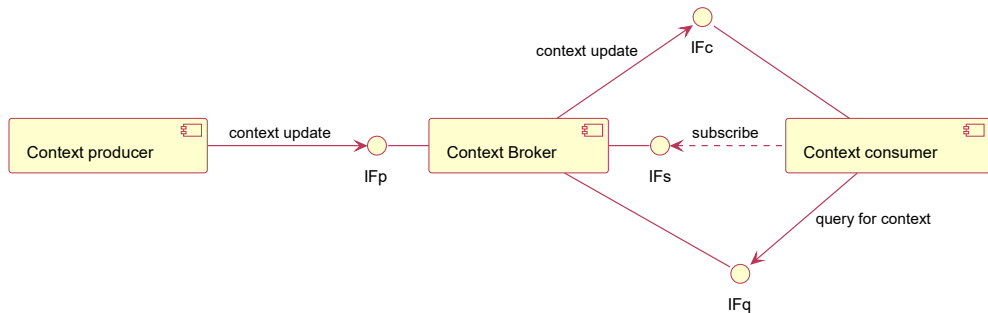 IFc
context update
context update
subscribe
Context producer
Context Broker
Context consumer
IFp
IFs
query for context
IFq